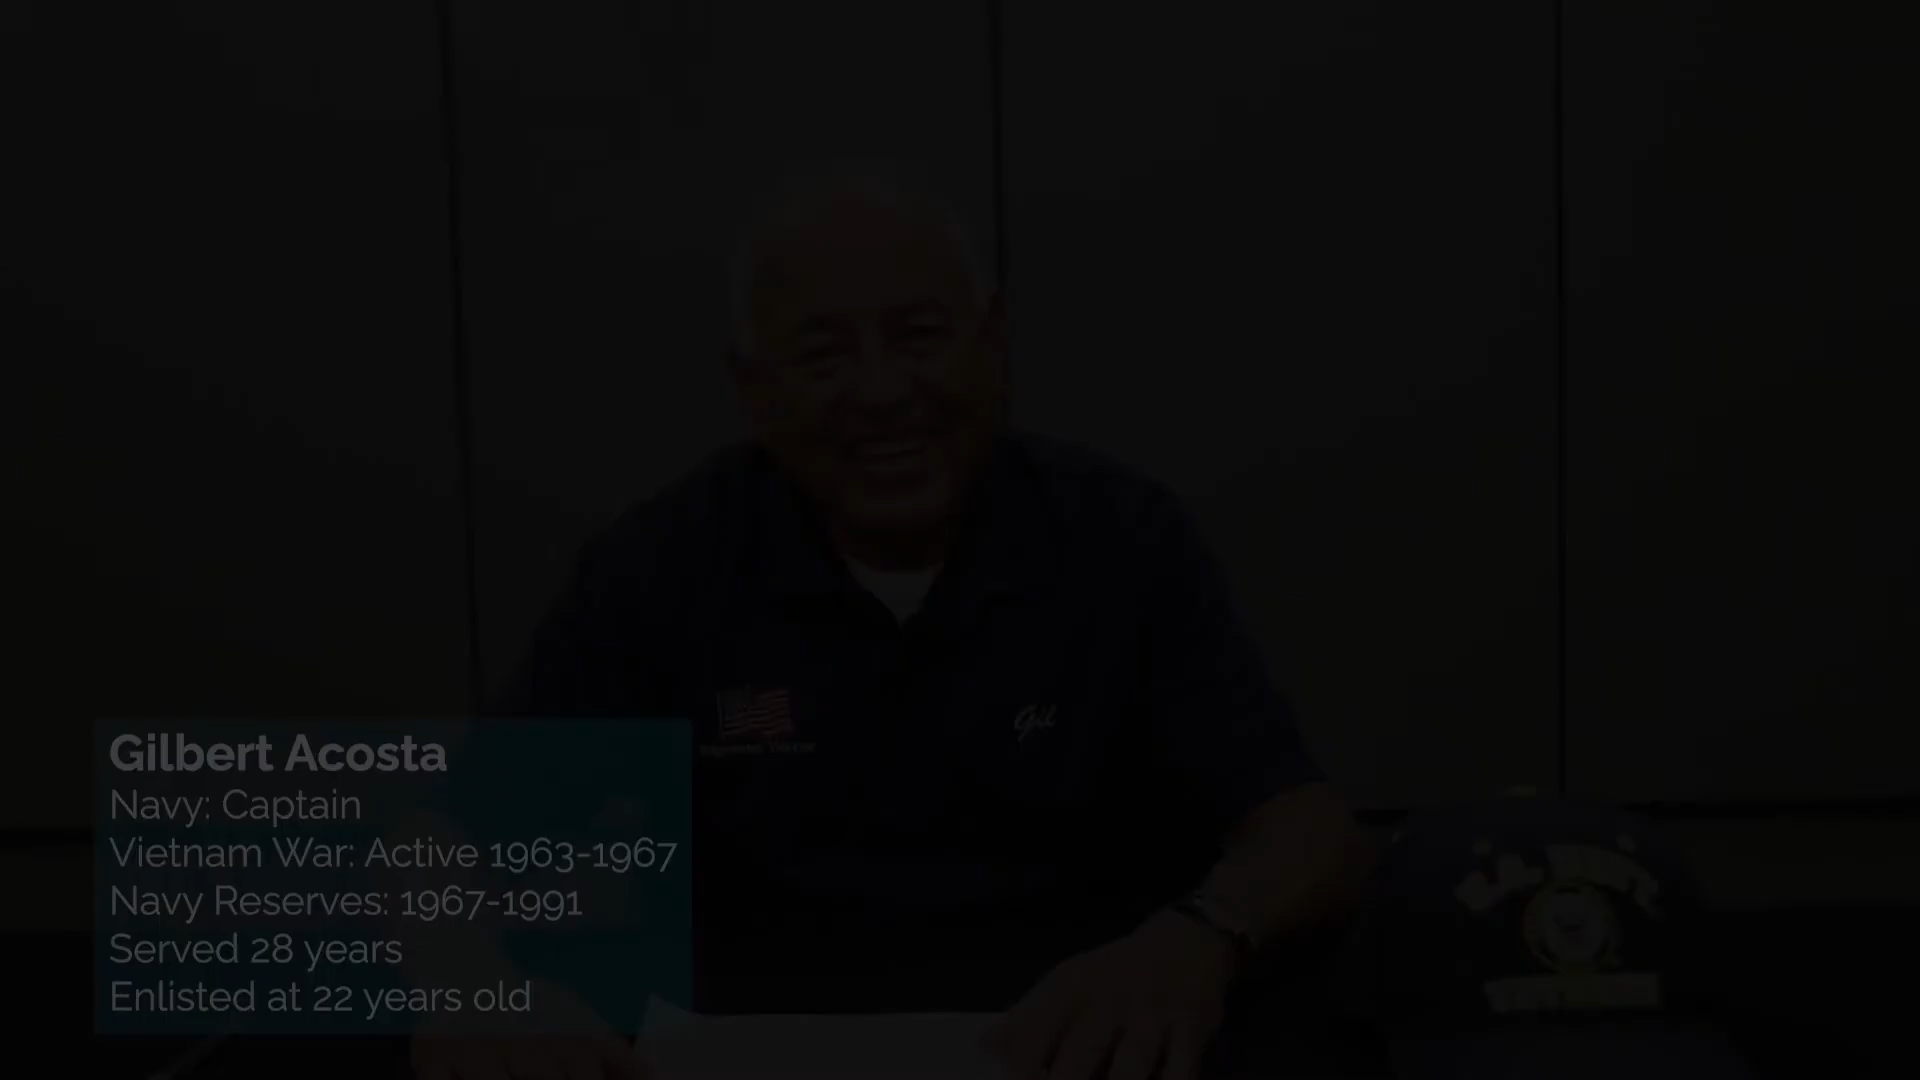 Gil
Gilbert Acosta
Navy: Captain
Vietnam War: Active 1963-1967
Navy Reserves: 1967-1991
Served 28 years
Enlisted at 22 years old